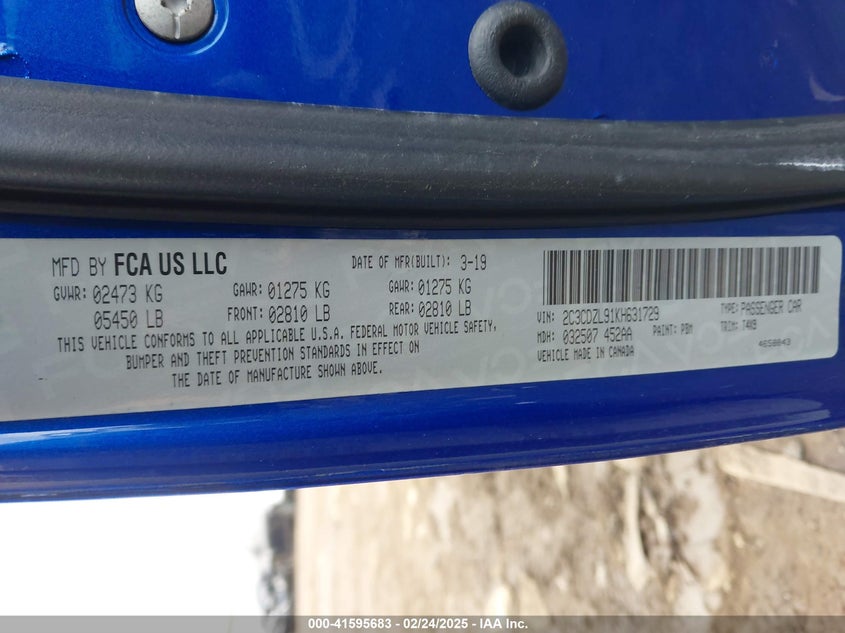 MFD BY FCA US LLC
DATE OF MFR(BUILT): 3-19
GVWR: 02473 KG GAWR: 01275 KG GAWR: 01275 KG
05450 LB FRONT: 02810 LB REAR: 02810 LB
THIS VEHICLE CONFORMS TO ALL APPLICABLE U.S.A. FEDERAL MOTOR VEHICLE SAFETY,
BUMPER AND THEFT PREVENTION STANDARDS IN EFFECT ON
THE DATE OF MANUFACTURE SHOWN ABOVE.
VIN: 2C3CDZL91KH631729 TYPE: PASSENGER CAR
MDH: 032507 452AA PAINT: PBM TRIM: T4X9
VEHICLE MADE IN CANADA 46580043
000-41595683 - 02/24/2025 - IAA Inc.